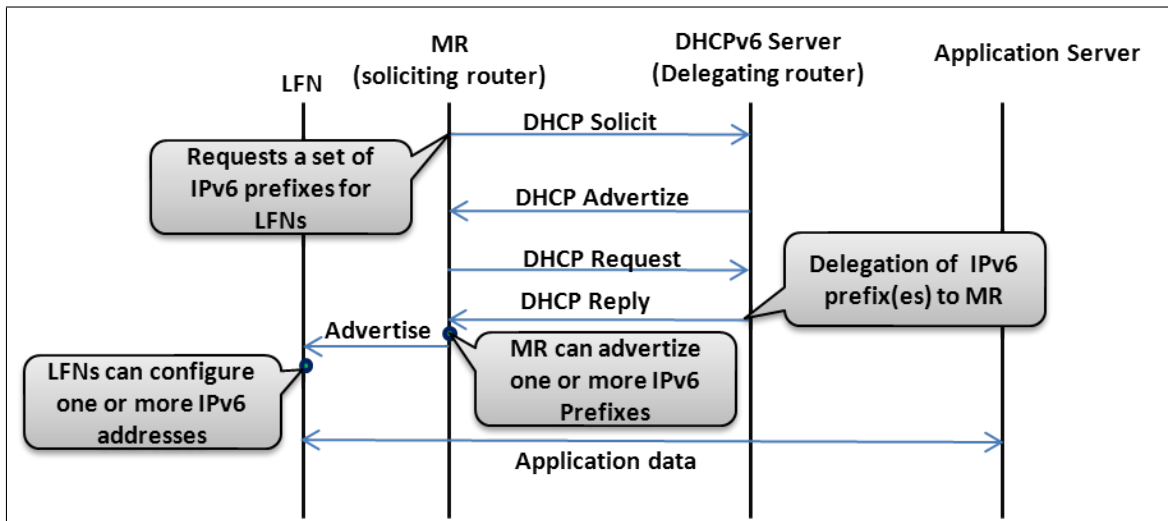 LFN
MR
(soliciting router)
DHCPv6 Server
(Delegating router)
Application Server
DHCP Solicit
Requests a set of
IPv6 prefixes for
LFNs
DHCP Advertize
DHCP Request
Delegation of IPv6
prefix(es) to MR
DHCP Reply
Advertise
MR can advertize
one or more IPv6
Prefixes
LFNs can configure
one or more IPv6
addresses
Application data